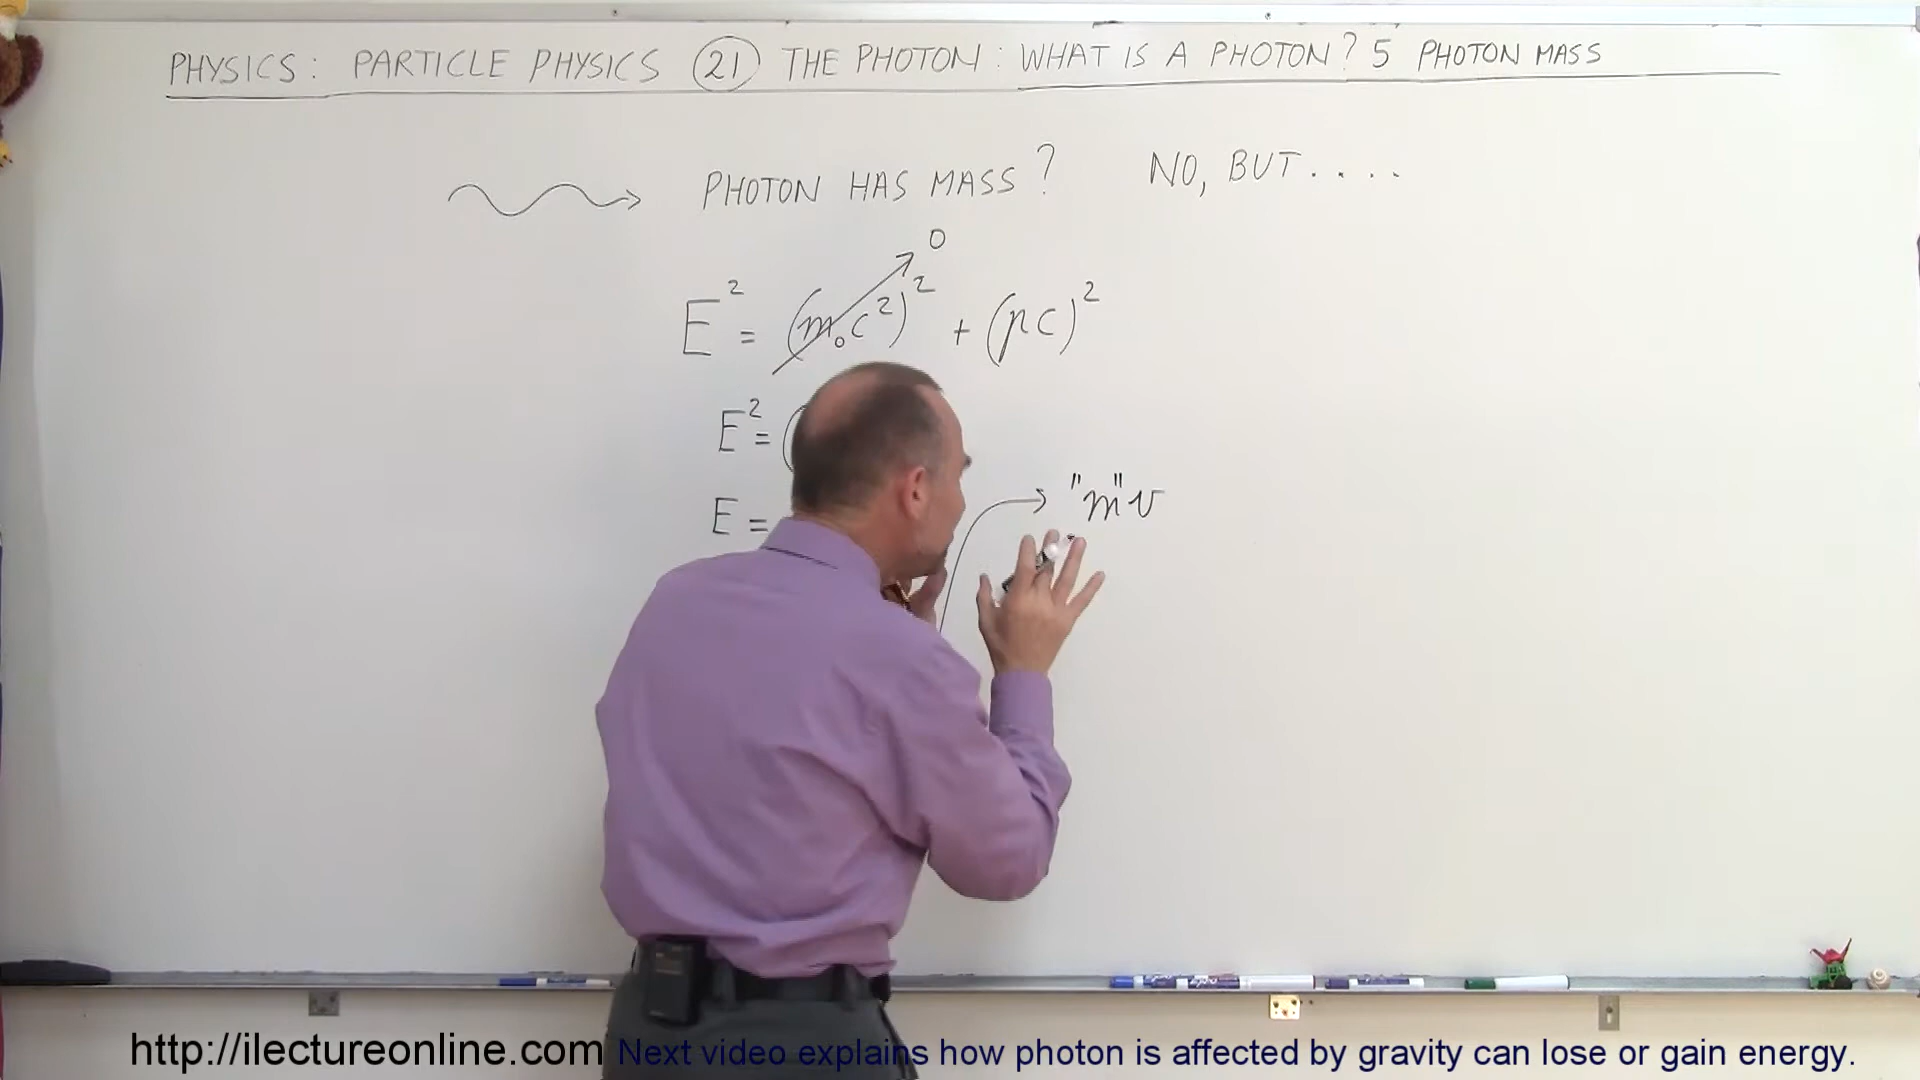 PHYSICS: PARTICLE PHYSICS 21 THE PHOTON: WHAT IS A PHOTON? 5 PHOTON MASS
PHOTON HAS MASS? NO, BUT.....
0
E² = (m₀c²)² + (pc)²
E² = (
"m"v
E =
http://ilectureonline.com Next video explains how photon is affected by gravity can lose or gain energy.